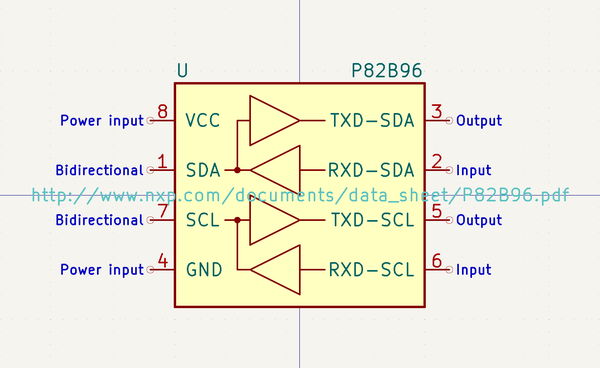 U P82B96
Power input 8 VCC TXD-SDA 3 Output
Bidirectional 1 SDA RXD-SDA 2 Input
http://www.nxp.com/documents/data_sheet/P82B96.pdf
Bidirectional 7 SCL TXD-SCL 5 Output
Power input 4 GND RXD-SCL 6 Input